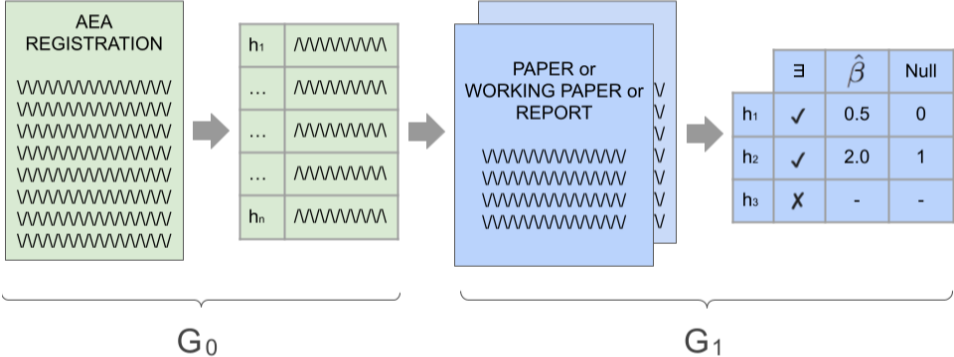 AEA
REGISTRATION
h₁
...
...
...
hₙ
PAPER or
WORKING PAPER or
REPORT
∃ β̂ Null
h₁ ✓ 0.5 0
h₂ ✓ 2.0 1
h₃ ✗ - -
G₀
G₁